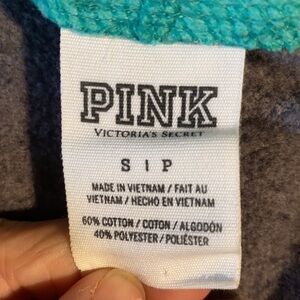 PINK
VICTORIA'S SECRET
S | P
MADE IN VIETNAM / FAIT AU
VIETNAM / HECHO EN VIETNAM
60% COTTON / COTON / ALGODÓN
40% POLYESTER / POLIÉSTER